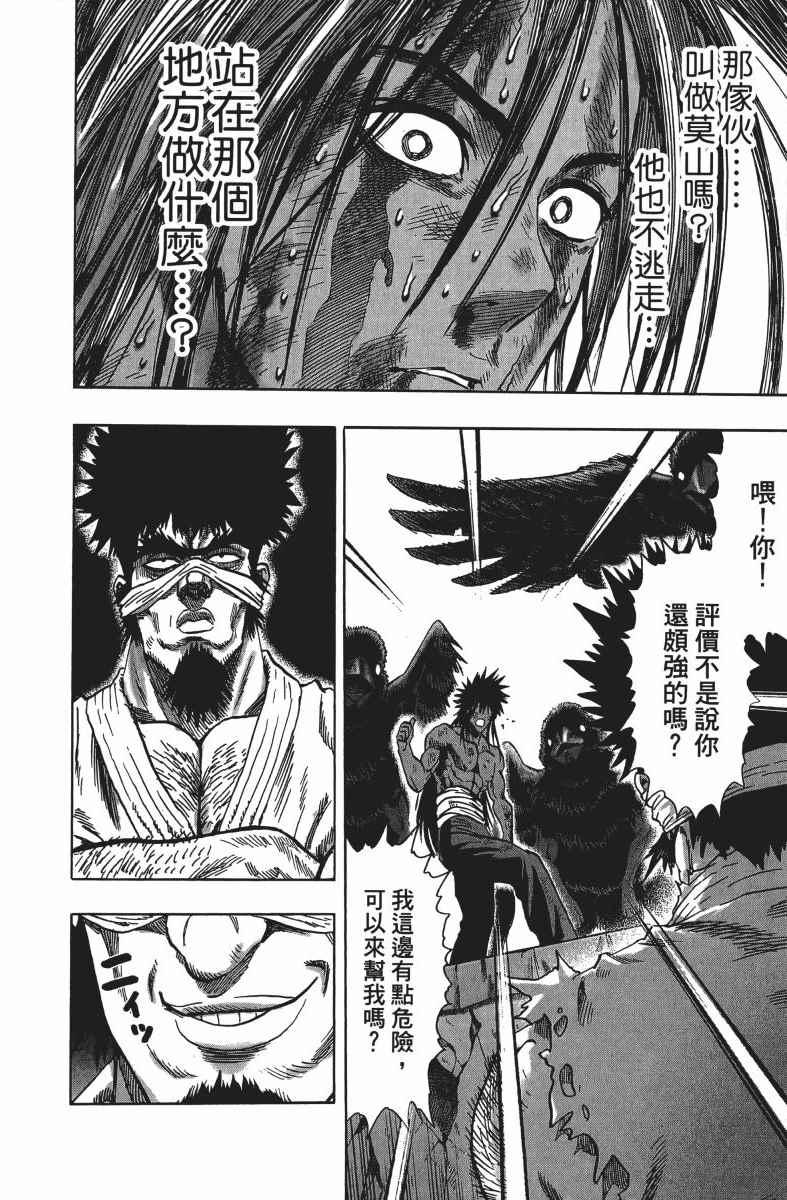 那傢伙……
叫做莫山嗎？
他也不逃走…
站在那個
地方做什麼…？
喂！你！
評價不是說你
還頗強的嗎？
我這邊有點危險，
可以來幫我嗎？
ニィッ